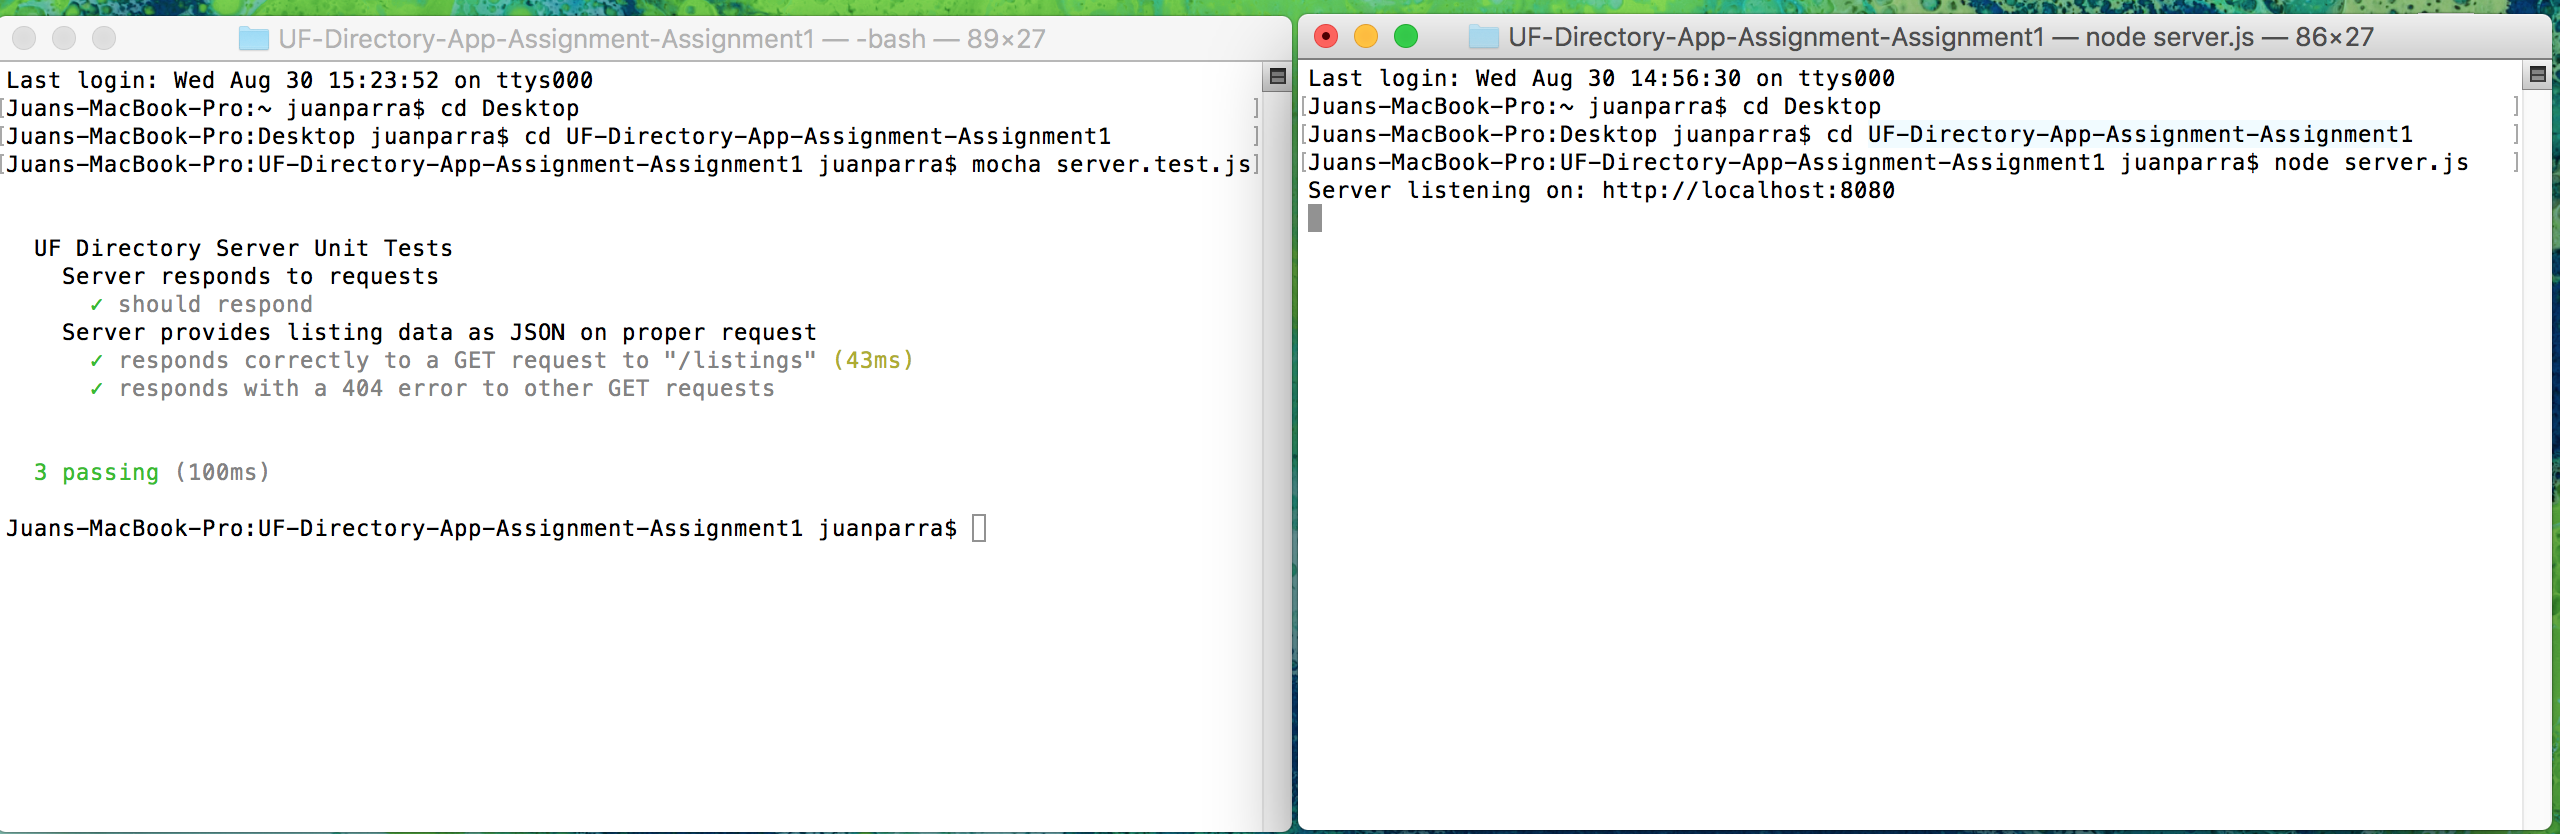 UF-Directory-App-Assignment-Assignment1 — -bash — 89×27
Last login: Wed Aug 30 15:23:52 on ttys000
[Juans-MacBook-Pro:~ juanparra$ cd Desktop ]
[Juans-MacBook-Pro:Desktop juanparra$ cd UF-Directory-App-Assignment-Assignment1 ]
[Juans-MacBook-Pro:UF-Directory-App-Assignment-Assignment1 juanparra$ mocha server.test.js]
UF Directory Server Unit Tests
Server responds to requests
✓ should respond
Server provides listing data as JSON on proper request
✓ responds correctly to a GET request to "/listings" (43ms)
✓ responds with a 404 error to other GET requests
3 passing (100ms)
Juans-MacBook-Pro:UF-Directory-App-Assignment-Assignment1 juanparra$
UF-Directory-App-Assignment-Assignment1 — node server.js — 86×27
Last login: Wed Aug 30 14:56:30 on ttys000
[Juans-MacBook-Pro:~ juanparra$ cd Desktop ]
[Juans-MacBook-Pro:Desktop juanparra$ cd UF-Directory-App-Assignment-Assignment1 ]
[Juans-MacBook-Pro:UF-Directory-App-Assignment-Assignment1 juanparra$ node server.js ]
Server listening on: http://localhost:8080